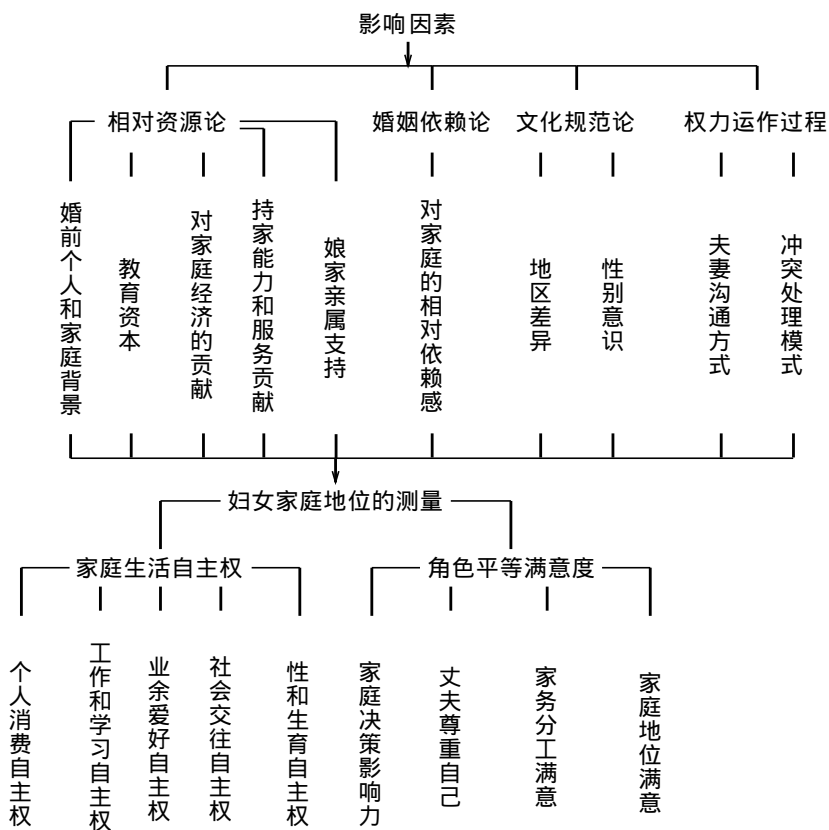 影响因素
相对资源论
婚姻依赖论
文化规范论
权力运作过程
婚前个人和家庭背景
教育资本
对家庭经济的贡献
持家能力和服务贡献
娘家亲属支持
对家庭的相对依赖感
地区差异
性别意识
夫妻沟通方式
冲突处理模式
妇女家庭地位的测量
家庭生活自主权
角色平等满意度
个人消费自主权
工作和学习自主权
业余爱好自主权
社会交往自主权
性和生育自主权
家庭决策影响力
丈夫尊重自己
家务分工满意
家庭地位满意